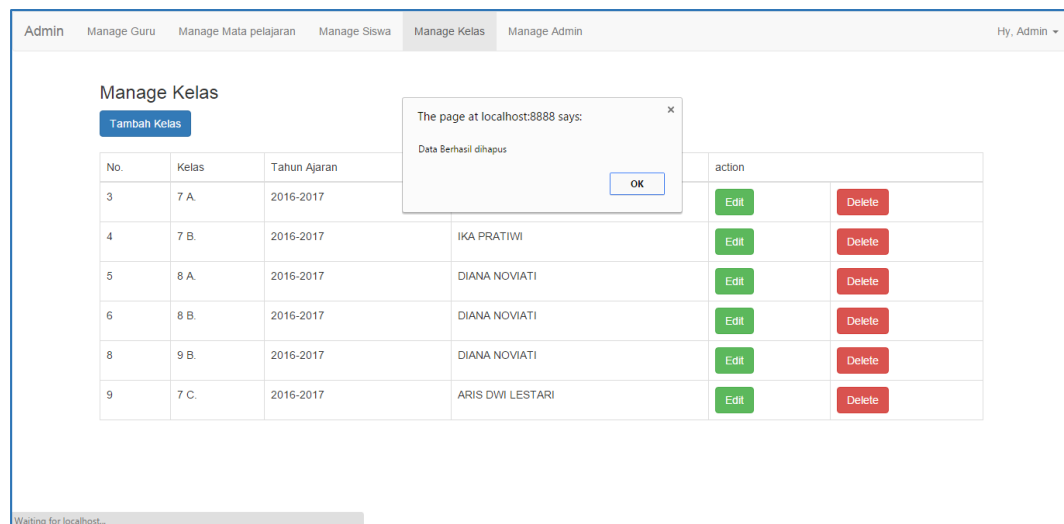 Admin Manage Guru Manage Mata pelajaran Manage Siswa Manage Kelas Manage Admin Hy, Admin
Manage Kelas
Tambah Kelas
The page at localhost:8888 says:
Data Berhasil dihapus
OK
No. Kelas Tahun Ajaran action
3 7 A. 2016-2017 Edit Delete
4 7 B. 2016-2017 IKA PRATIWI Edit Delete
5 8 A. 2016-2017 DIANA NOVIATI Edit Delete
6 8 B. 2016-2017 DIANA NOVIATI Edit Delete
8 9 B. 2016-2017 DIANA NOVIATI Edit Delete
9 7 C. 2016-2017 ARIS DWI LESTARI Edit Delete
Waiting for localhost...